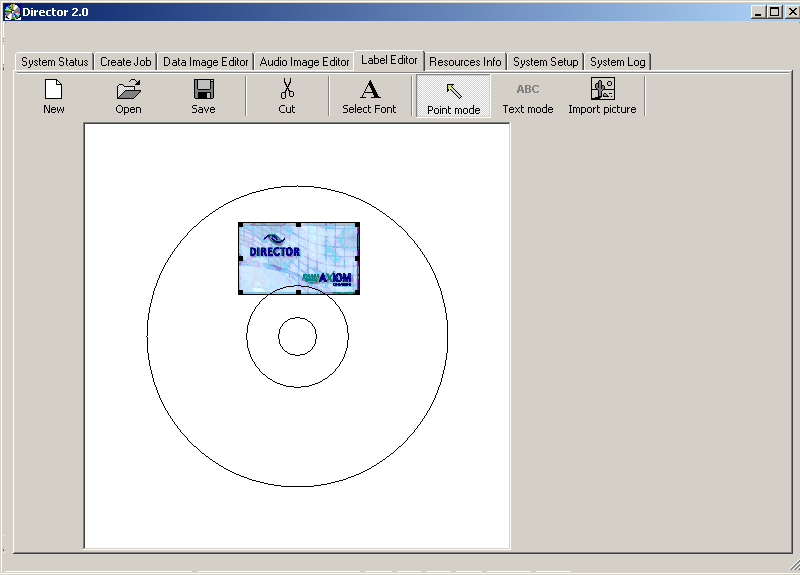 Director 2.0
System Status Create Job Data Image Editor Audio Image Editor Label Editor Resources Info System Setup System Log
New Open Save Cut Select Font ABC Point mode Text mode Import picture
DIRECTOR
AXIOM